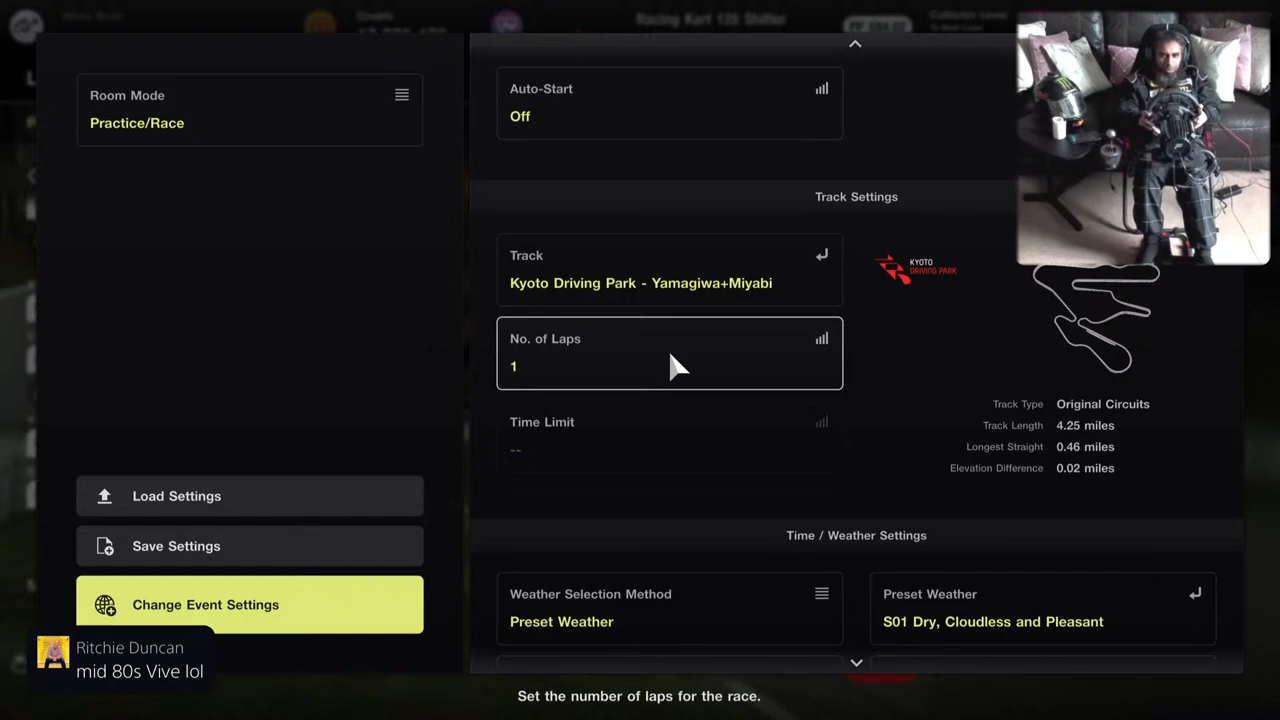 Racing Kart 125 Shifter
Room Mode
Practice/Race
Auto-Start
Off
Track Settings
Track
Kyoto Driving Park - Yamagiwa+Miyabi
KYOTO
DRIVING PARK
No. of Laps
1
Time Limit
--
Track Type Original Circuits
Track Length 4.25 miles
Longest Straight 0.46 miles
Elevation Difference 0.02 miles
Load Settings
Save Settings
Change Event Settings
Time / Weather Settings
Weather Selection Method
Preset Weather
Preset Weather
S01 Dry, Cloudless and Pleasant
Ritchie Duncan
mid 80s Vive lol
Set the number of laps for the race.